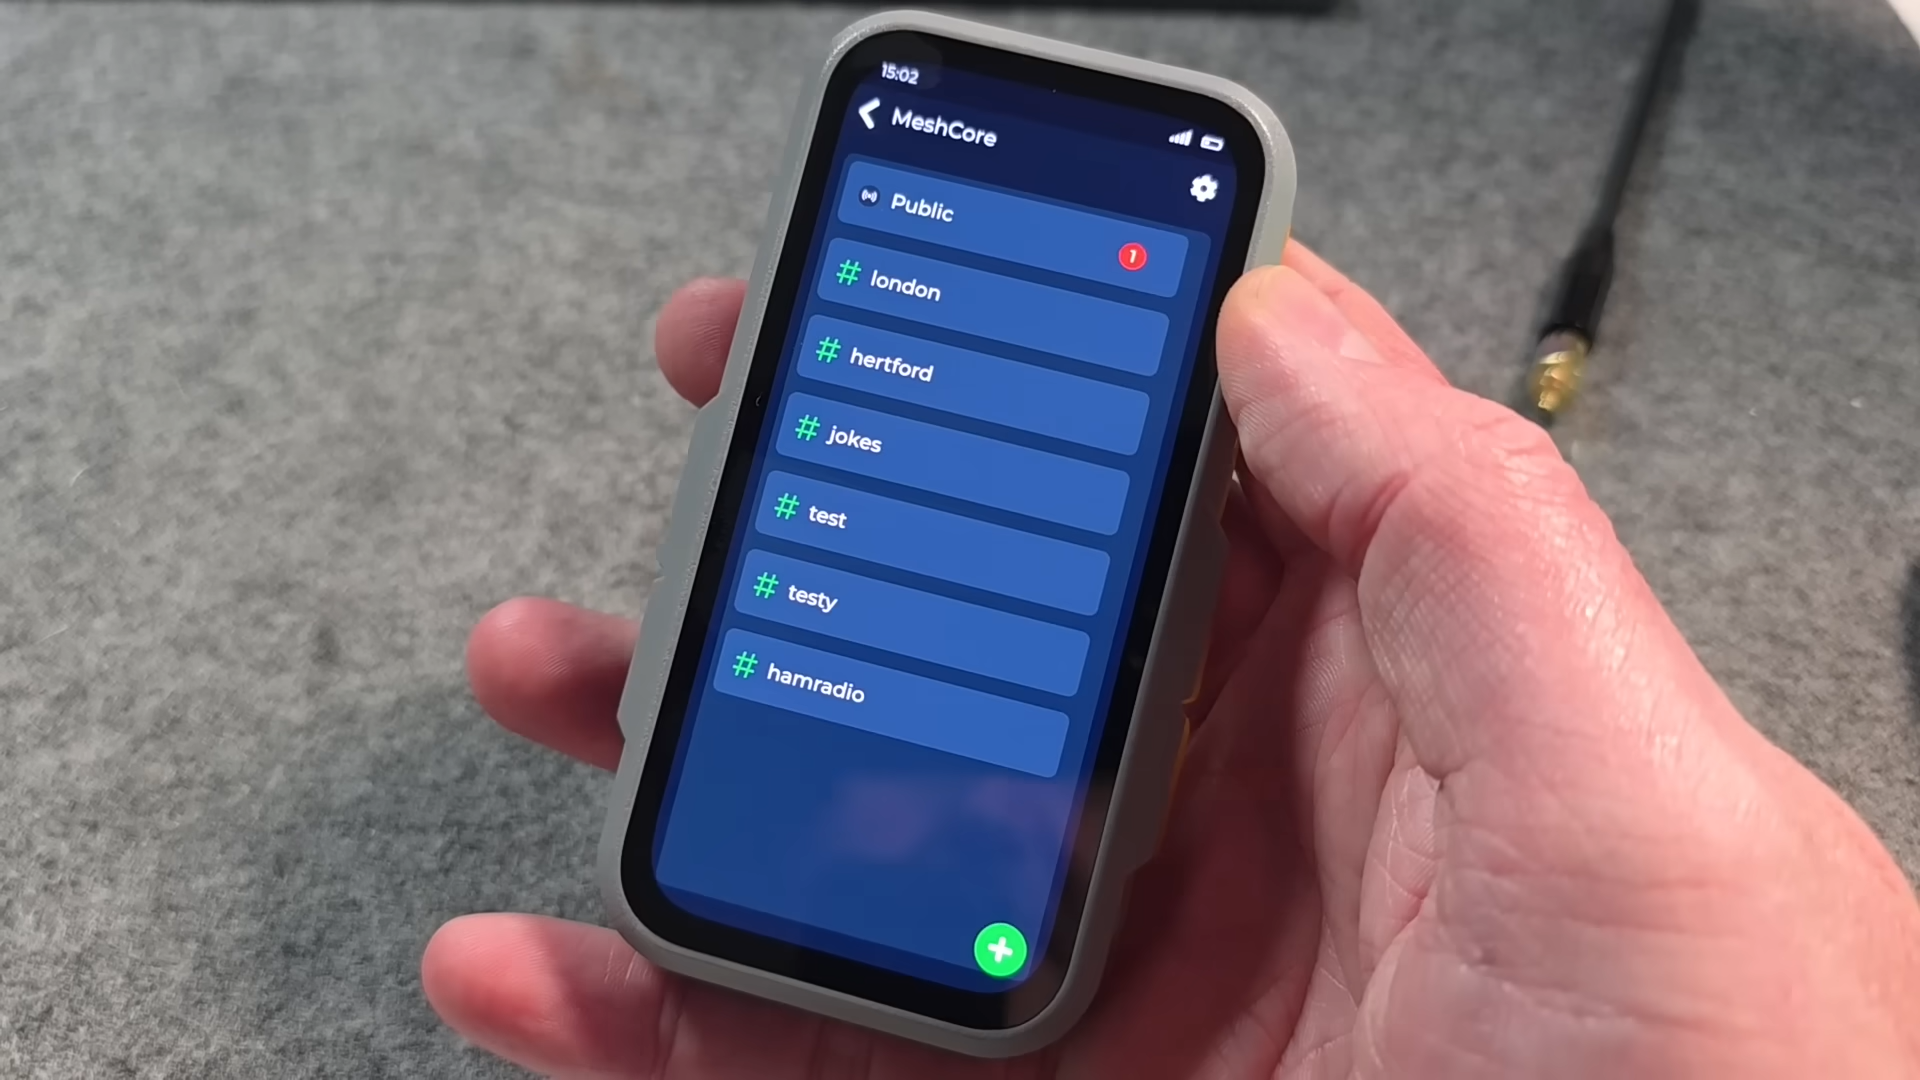 15:02
MeshCore
Public
1
# london
# hertford
# jokes
# test
# testy
# hamradio